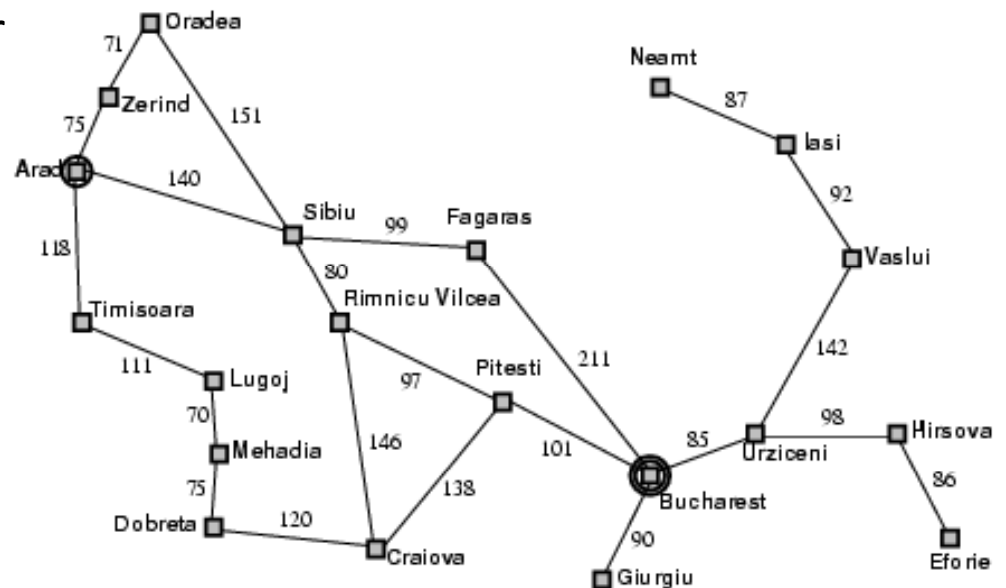 Oradea
71
Neamt
Zerind
87
75
151
Iasi
Arad
140
92
Sibiu
Fagaras
99
118
Vaslui
80
Timisoara
Rimnicu Vilcea
142
111
211
Lugoj
Pitesti
97
70
98
Hirsova
146
101
85
Urziceni
Mehadia
75
138
86
Bucharest
Dobreta
120
90
Craiova
Eforie
Giurgiu